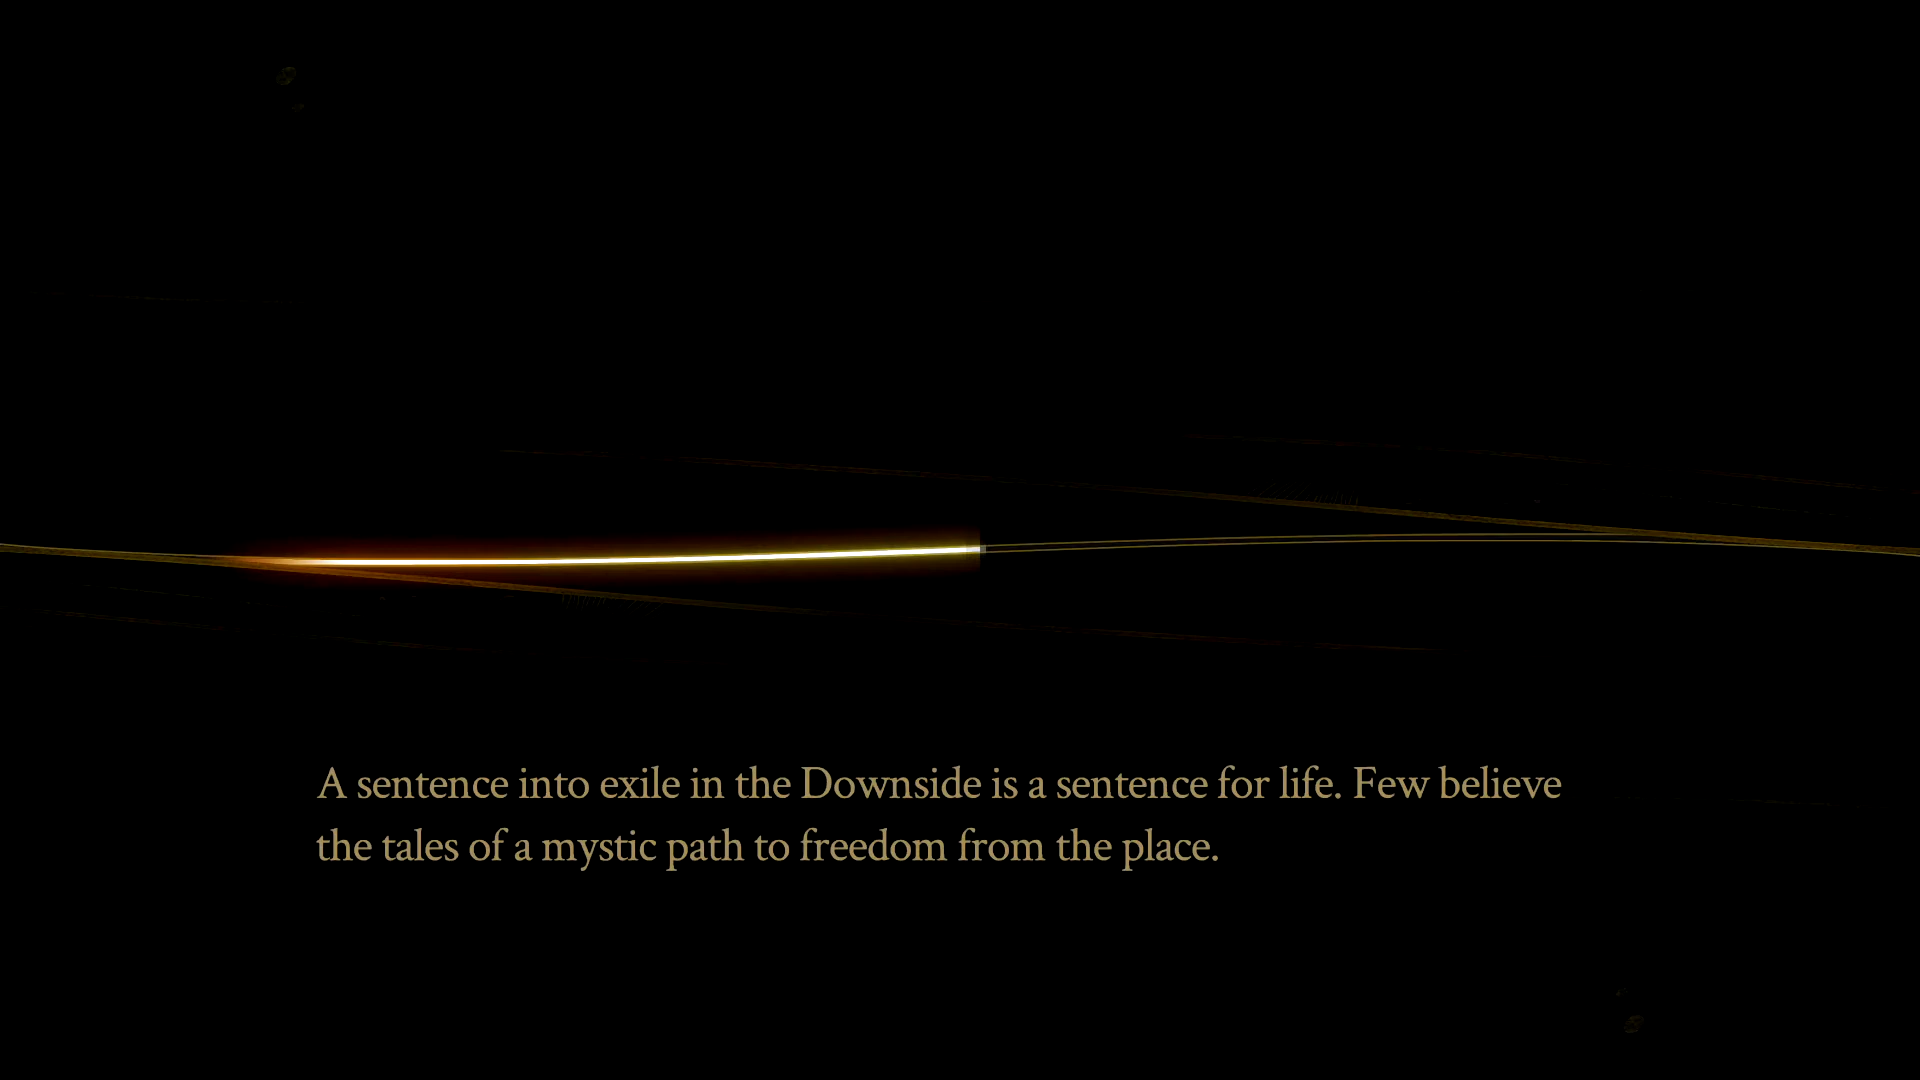 A sentence into exile in the Downside is a sentence for life. Few believe
the tales of a mystic path to freedom from the place.